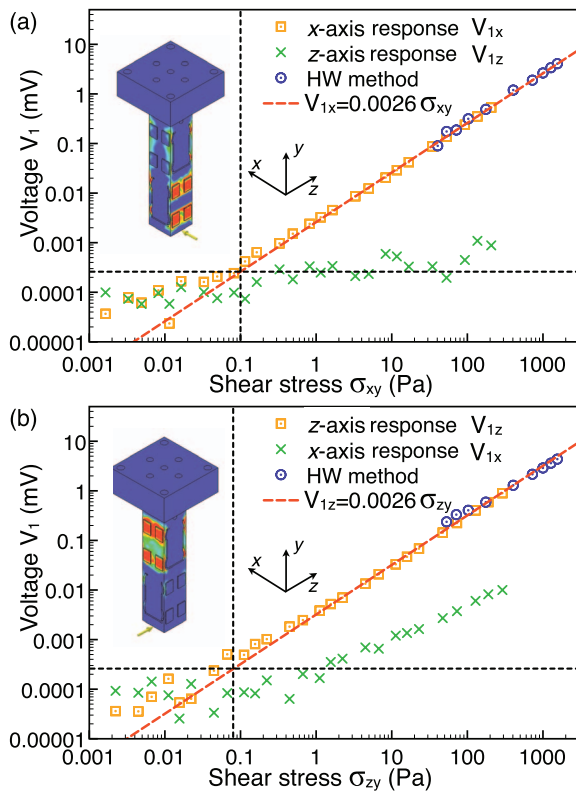 (a)
x-axis response V1x
z-axis response V1z
HW method
V1x=0.0026 σxy
10
1
0.1
0.01
0.001
0.0001
0.00001
Voltage V1 (mV)
x
y
z
0.001 0.01 0.1 1 10 100 1000
Shear stress σxy (Pa)
(b)
z-axis response V1z
x-axis response V1x
HW method
V1z=0.0026 σzy
10
1
0.1
0.01
0.001
0.0001
0.00001
Voltage V1 (mV)
x
y
z
0.001 0.01 0.1 1 10 100 1000
Shear stress σzy (Pa)